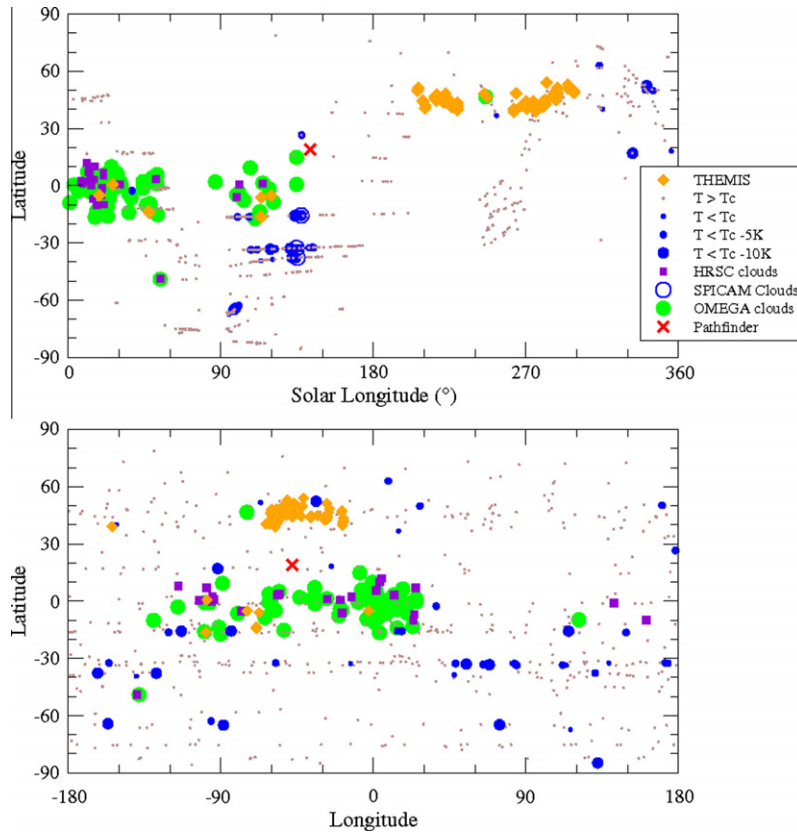 90
60
30
0
-30
-60
-90
Latitude
0 90 180 270 360
Solar Longitude (°)
THEMIS
T > Tc
T < Tc
T < Tc -5K
T < Tc -10K
HRSC clouds
SPICAM Clouds
OMEGA clouds
Pathfinder
90
60
30
0
-30
-60
-90
Latitude
-180 -90 0 90 180
Longitude